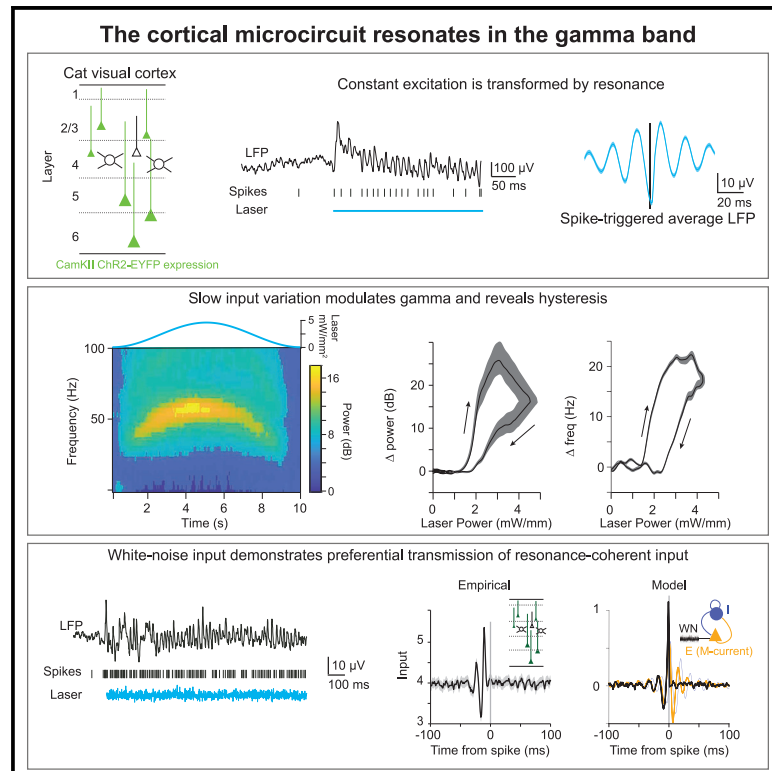 The cortical microcircuit resonates in the gamma band
Cat visual cortex
Constant excitation is transformed by resonance
Layer
1
2/3
4
5
6
CamKII ChR2-EYFP expression
LFP
Spikes
Laser
100 µV
50 ms
10 µV
20 ms
Spike-triggered average LFP
Slow input variation modulates gamma and reveals hysteresis
5
0
Laser
mW/mm²
Frequency (Hz)
100
50
2 4 6 8 10
Time (s)
16
8
0
Power (dB)
Δ power (dB)
20
10
0
0 2 4
Laser Power (mW/mm)
Δ freq (Hz)
20
10
0
0 2 4
Laser Power (mW/mm)
White-noise input demonstrates preferential transmission of resonance-coherent input
LFP
Spikes
Laser
10 µV
100 ms
Empirical
Input
5
4
3
-100 -50 0 50 100
Time from spike (ms)
Model
1
0
WN
I
E (M-current)
-100 -50 0 50 100
Time from spike (ms)